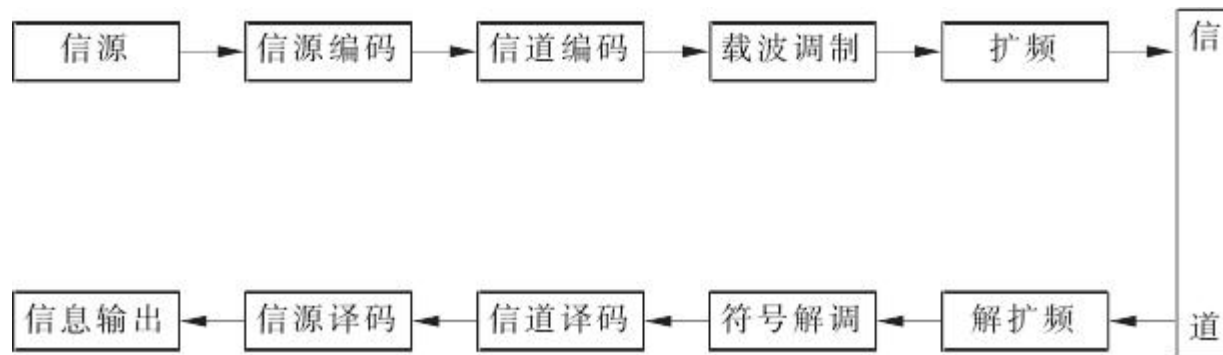 信源
信源编码
信道编码
载波调制
扩频
信道
信息输出
信源译码
信道译码
符号解调
解扩频